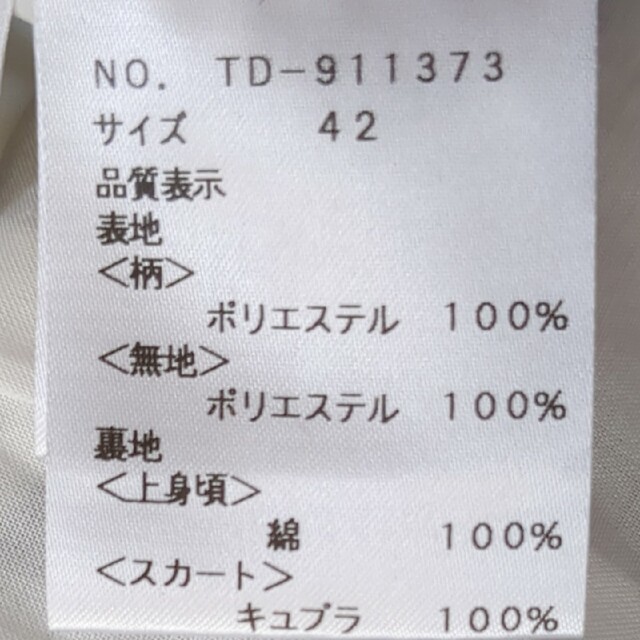 NO. TD-911373
サイズ 42
品質表示
表地
<柄>
ポリエステル 100%
<無地>
ポリエステル 100%
裏地
<上身頃>
綿 100%
<スカート>
キュプラ 100%